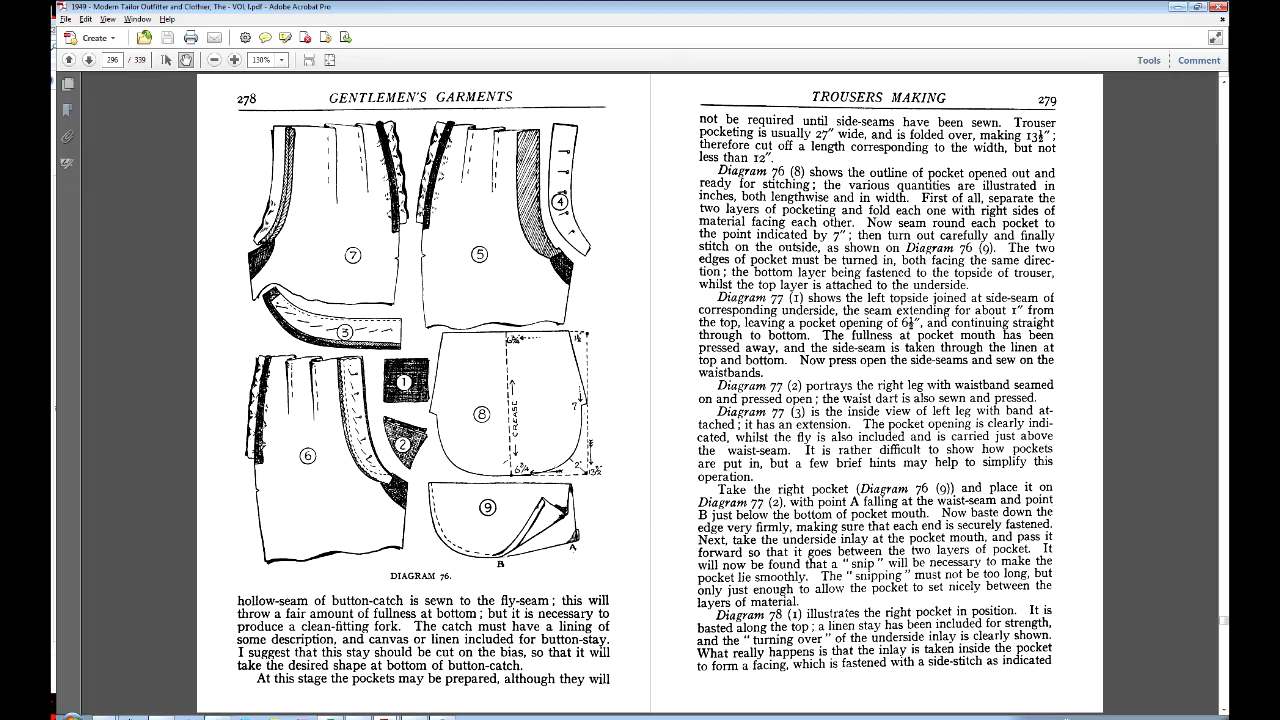 1949 - Modern Tailor Outfitter and Clothier, The - VOL I.pdf - Adobe Acrobat Pro
File Edit View Window Help
Create
296 / 339
130%
Tools Comment
278 GENTLEMEN'S GARMENTS
7
5
4
3
1
2
6
8
CREASE
7
2
13½
9
A
B
DIAGRAM 76.
hollow-seam of button-catch is sewn to the fly-seam; this will
throw a fair amount of fullness at bottom; but it is necessary to
produce a clean-fitting fork. The catch must have a lining of
some description, and canvas or linen included for button-stay.
I suggest that this stay should be cut on the bias, so that it will
take the desired shape at bottom of button-catch.
At this stage the pockets may be prepared, although they will
TROUSERS MAKING 279
not be required until side-seams have been sewn. Trouser
pocketing is usually 27" wide, and is folded over, making 13½";
therefore cut off a length corresponding to the width, but not
less than 12".
Diagram 76 (8) shows the outline of pocket opened out and
ready for stitching; the various quantities are illustrated in
inches, both lengthwise and in width. First of all, separate the
two layers of pocketing and fold each one with right sides of
material facing each other. Now seam round each pocket to
the point indicated by 7"; then turn out carefully and finally
stitch on the outside, as shown on Diagram 76 (9). The two
edges of pocket must be turned in, both facing the same direc-
tion; the bottom layer being fastened to the topside of trouser,
whilst the top layer is attached to the underside.
Diagram 77 (1) shows the left topside joined at side-seam of
corresponding underside, the seam extending for about 1" from
the top, leaving a pocket opening of 6½", and continuing straight
through to bottom. The fullness at pocket mouth has been
pressed away, and the side-seam is taken through the linen at
top and bottom. Now press open the side-seams and sew on the
waistbands.
Diagram 77 (2) portrays the right leg with waistband seamed
on and pressed open; the waist dart is also sewn and pressed.
Diagram 77 (3) is the inside view of left leg with band at-
tached; it has an extension. The pocket opening is clearly indi-
cated, whilst the fly is also included and is carried just above
the waist-seam. It is rather difficult to show how pockets
are put in, but a few brief hints may help to simplify this
operation.
Take the right pocket (Diagram 76 (9)) and place it on
Diagram 77 (2), with point A falling at the waist-seam and point
B just below the bottom of pocket mouth. Now baste down the
edge very firmly, making sure that each end is securely fastened.
Next, take the underside inlay at the pocket mouth, and pass it
forward so that it goes between the two layers of pocket. It
will now be found that a "snip" will be necessary to make the
pocket lie smoothly. The "snipping" must not be too long, but
only just enough to allow the pocket to set nicely between the
layers of material.
Diagram 78 (1) illustrates the right pocket in position. It is
basted along the top; a linen stay has been included for strength,
and the "turning over" of the underside inlay is clearly shown.
What really happens is that the inlay is taken inside the pocket
to form a facing, which is fastened with a side-stitch as indicated